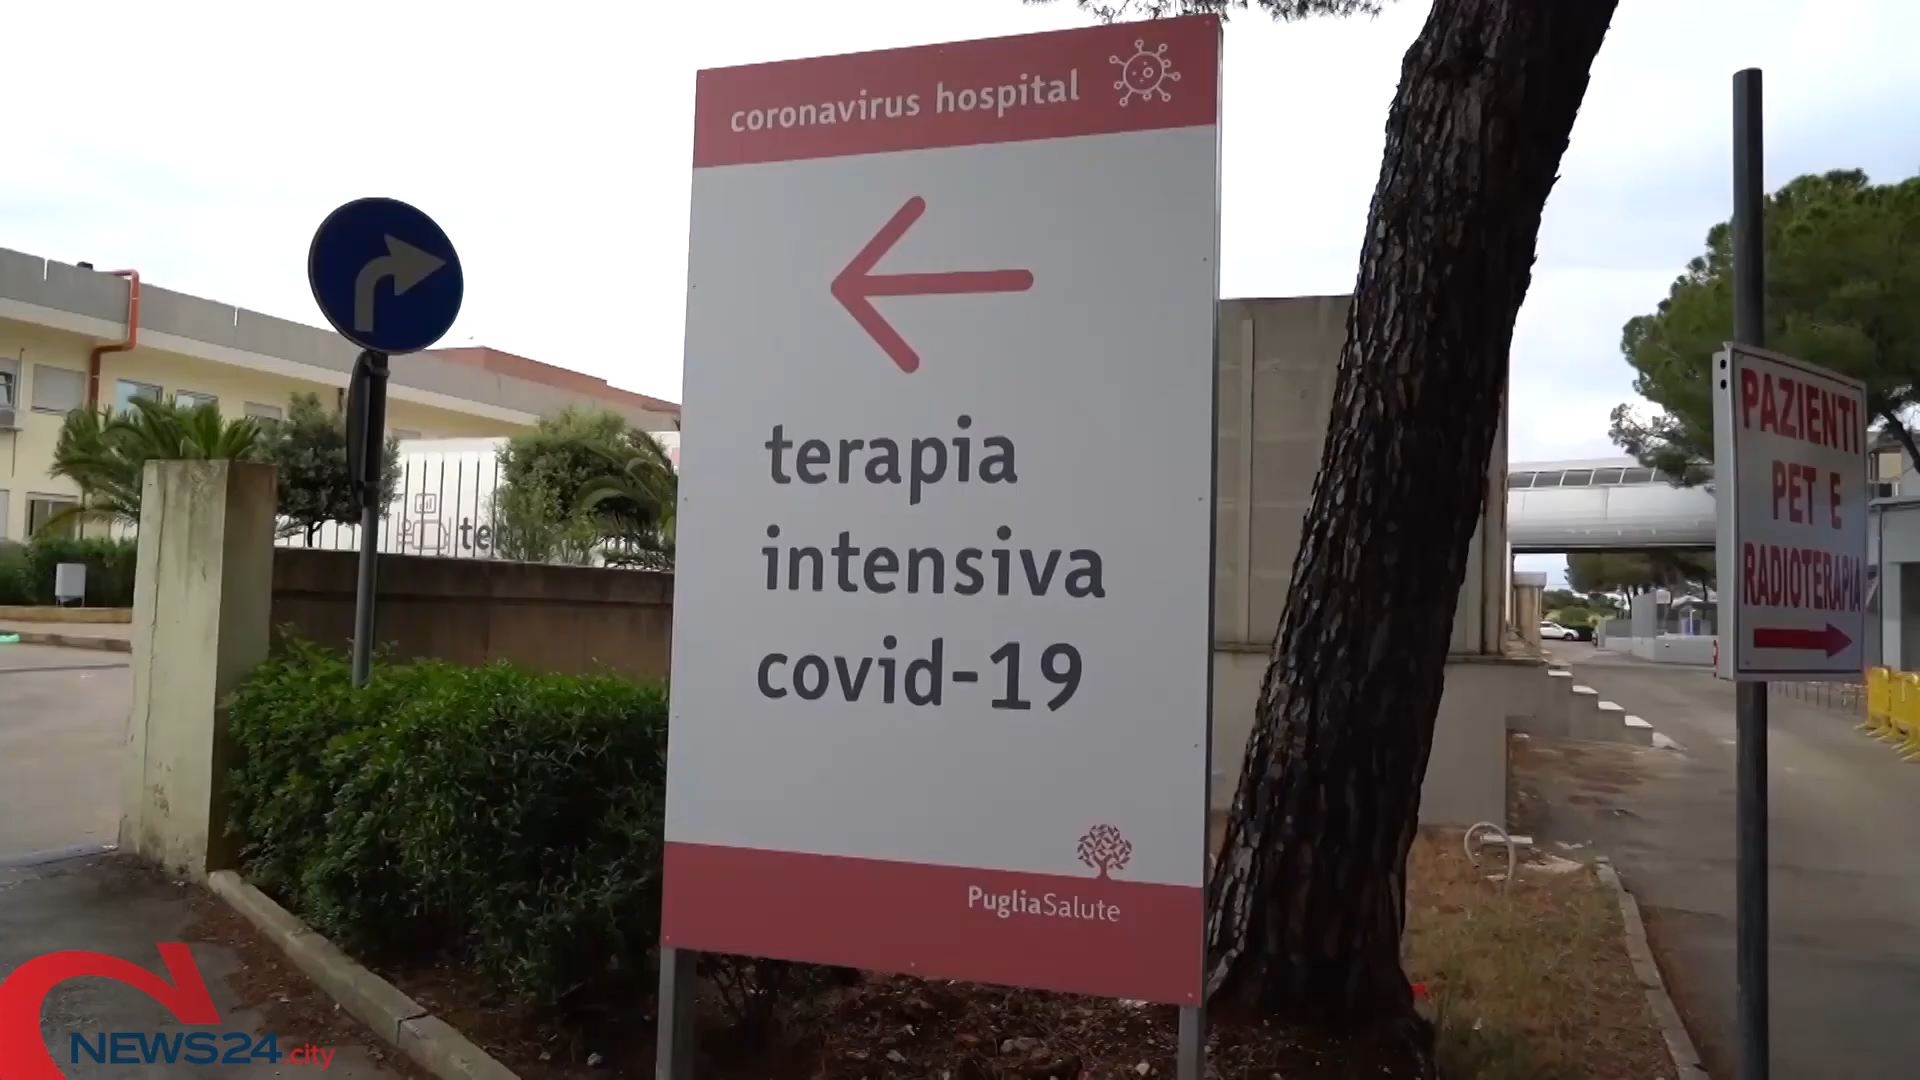 coronavirus hospital
terapia
intensiva
covid-19
PugliaSalute
PAZIENTI
PET E
RADIOTERAPIA
NEWS24.city